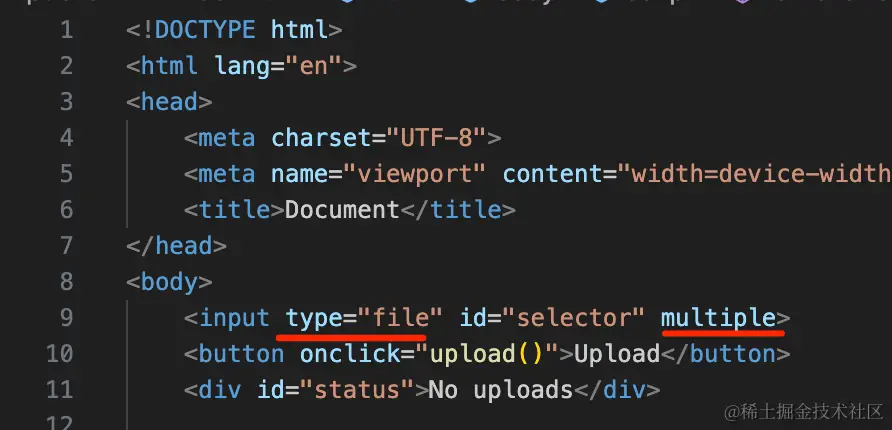 1 <!DOCTYPE html>
2 <html lang="en">
3 <head>
4 <meta charset="UTF-8">
5 <meta name="viewport" content="width=device-width
6 <title>Document</title>
7 </head>
8 <body>
9 <input type="file" id="selector" multiple>
10 <button onclick="upload()">Upload</button>
11 <div id="status">No uploads</div>
12
@稀土掘金技术社区